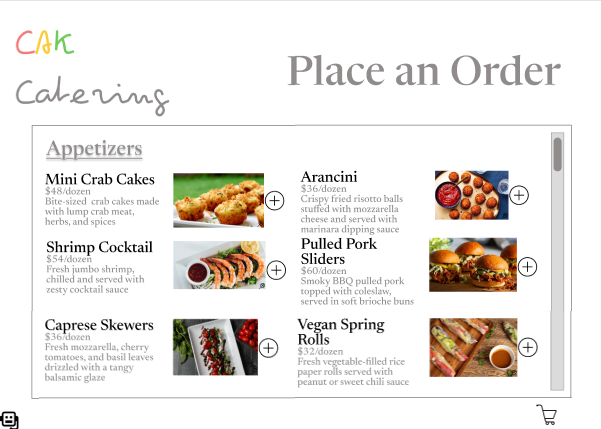 CAK
Catering
Place an Order
Appetizers
Mini Crab Cakes
$48/dozen
Bite-sized crab cakes made
with lump crab meat,
herbs, and spices
Shrimp Cocktail
$54/dozen
Fresh jumbo shrimp,
chilled and served with
zesty cocktail sauce
Caprese Skewers
$36/dozen
Fresh mozzarella, cherry
tomatoes, and basil leaves
drizzled with a tangy
balsamic glaze
Arancini
$36/dozen
Crispy fried risotto balls
stuffed with mozzarella
cheese and served with
marinara dipping sauce
Pulled Pork
Sliders
$60/dozen
Smoky BBQ pulled pork
topped with coleslaw,
served in soft brioche buns
Vegan Spring
Rolls
$32/dozen
Fresh vegetable-filled rice
paper rolls served with
peanut or sweet chili sauce